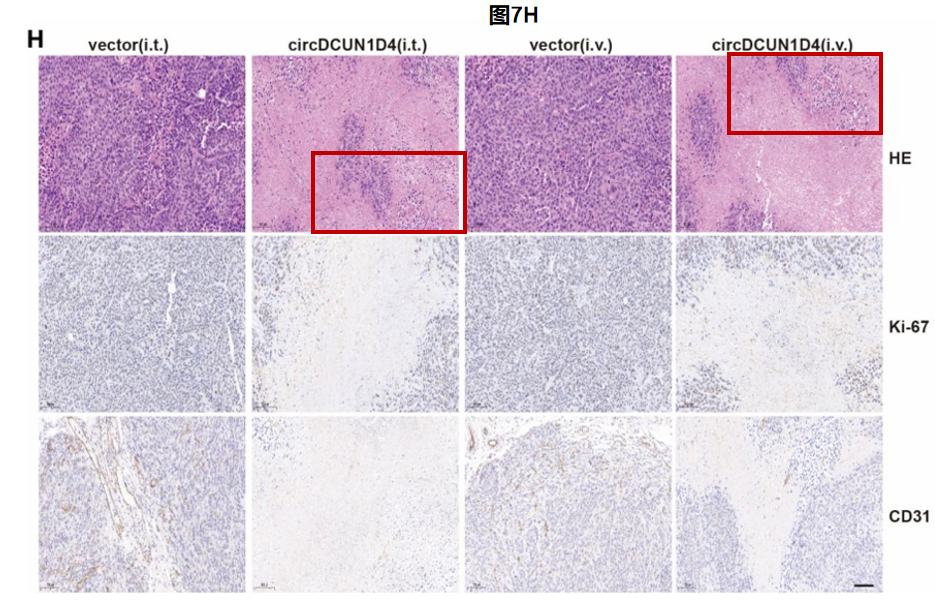 图7H
H
vector(i.t.) circDCUN1D4(i.t.) vector(i.v.) circDCUN1D4(i.v.)
HE
Ki-67
CD31